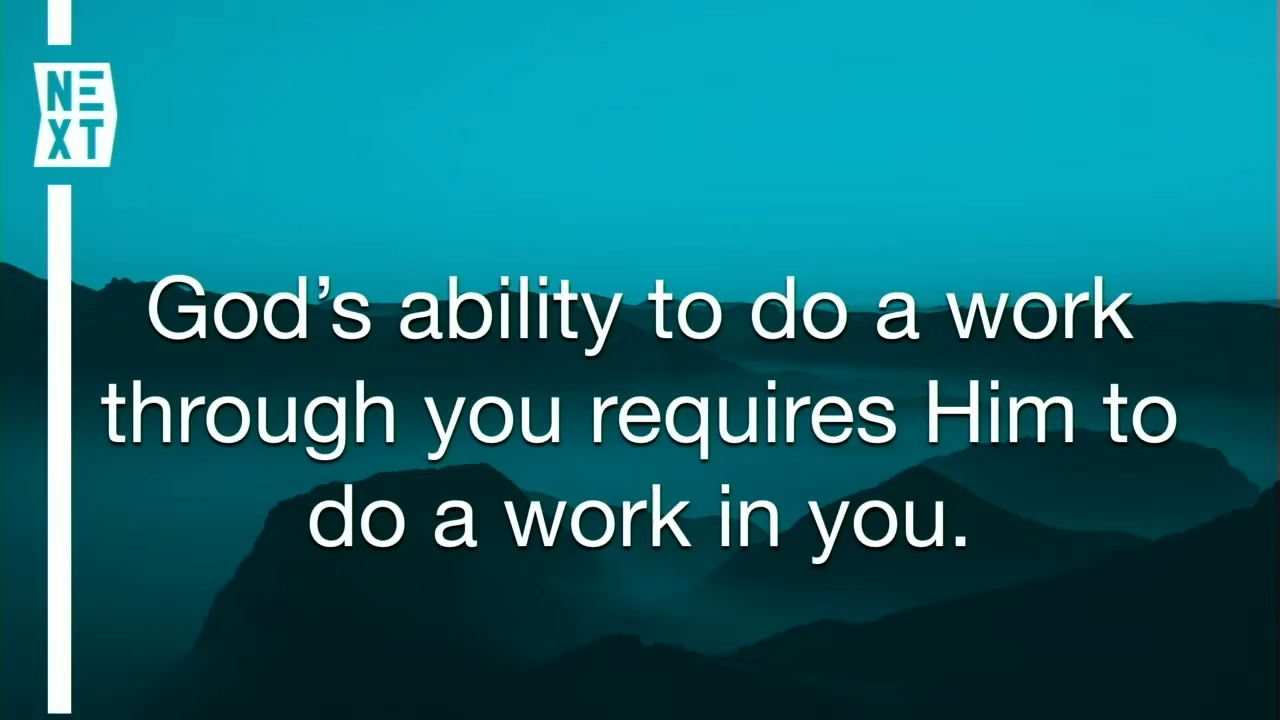 NE
XT
God’s ability to do a work
through you requires Him to
do a work in you.